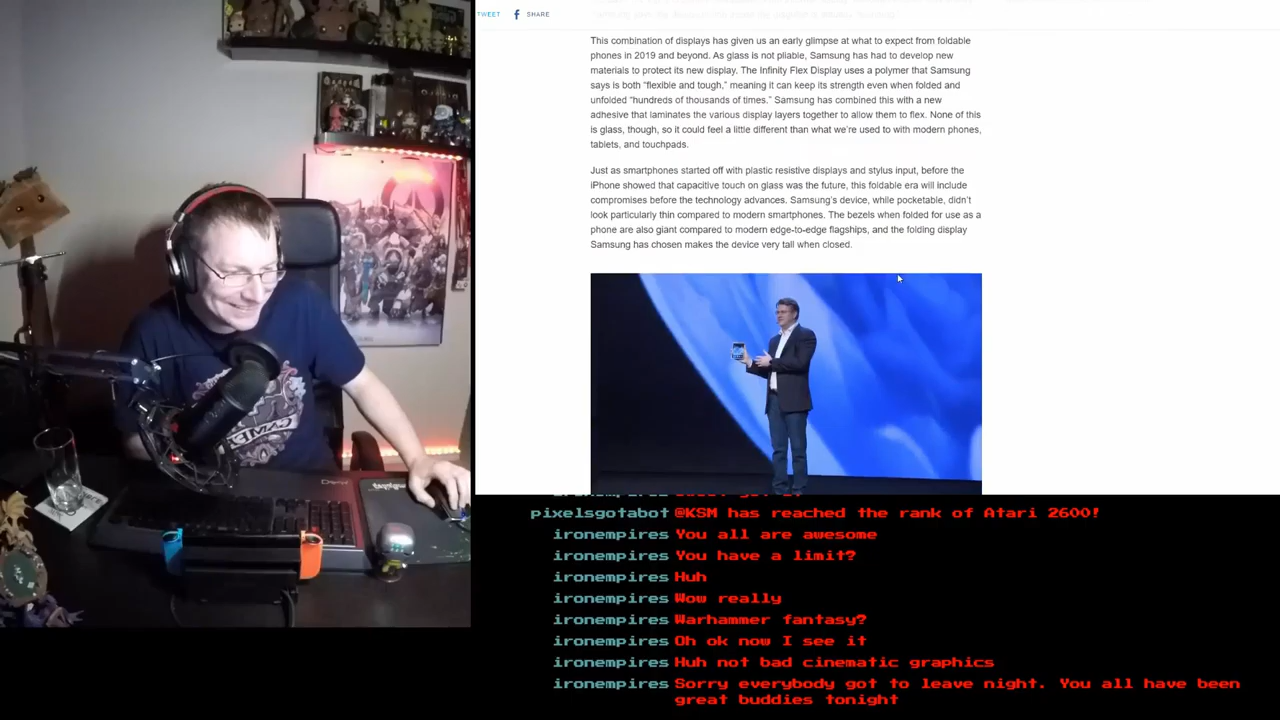 TWEET SHARE
This combination of displays has given us an early glimpse at what to expect from foldable
phones in 2019 and beyond. As glass is not pliable, Samsung has had to develop new
materials to protect its new display. The Infinity Flex Display uses a polymer that Samsung
says is both “flexible and tough,” meaning it can keep its strength even when folded and
unfolded “hundreds of thousands of times.” Samsung has combined this with a new
adhesive that laminates the various display layers together to allow them to flex. None of this
is glass, though, so it could feel a little different than what we’re used to with modern phones,
tablets, and touchpads.
Just as smartphones started off with plastic resistive displays and stylus input, before the
iPhone showed that capacitive touch on glass was the future, this foldable era will include
compromises before the technology advances. Samsung’s device, while pocketable, didn’t
look particularly thin compared to modern smartphones. The bezels when folded for use as a
phone are also giant compared to modern edge-to-edge flagships, and the folding display
Samsung has chosen makes the device very tall when closed.
pixelsgotabot @KSM has reached the rank of Atari 2600!
ironempires You all are awesome
ironempires You have a limit?
ironempires Huh
ironempires Wow really
ironempires Warhammer fantasy?
ironempires Oh ok now I see it
ironempires Huh not bad cinematic graphics
ironempires Sorry everybody got to leave night. You all have been
great buddies tonight